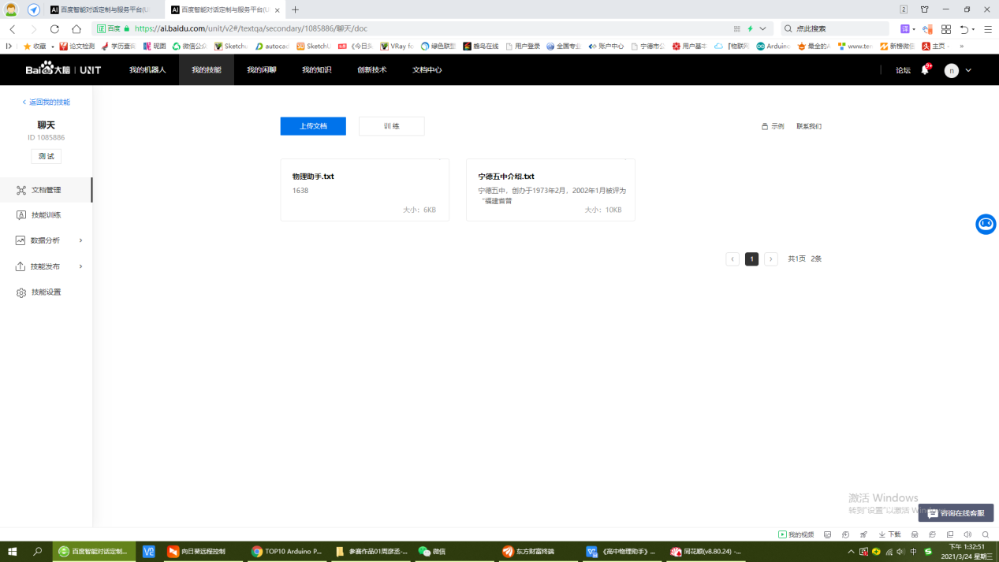 百度智能对话定制与服务平台(U
百度智能对话定制与服务平台(U
2
证 百度 https://ai.baidu.com/unit/v2#/textqa/secondary/1085886/聊天/doc
点此搜索
收藏 论文检测 学历查询 昵图 微信公众 Sketchu autocad SketchU 《今日头 VRay fo 绿色联盟 蜂鸟在线 用户登录 全国专业 账户中心 宁德市公 用户基本 『物联网 Arduino 最全的A www.ter 新榜微信 主页
Bai大脑 | UNIT 我的机器人 我的技能 我的闲聊 我的知识 创新技术 文档中心 论坛 9+ n
返回我的技能
聊天
ID 1085886
测 试
文档管理
技能训练
数据分析
技能发布
技能设置
上传文档 训 练 示例 联系我们
物理助手.txt
1638
大小：6KB
宁德五中介绍.txt
宁德五中，创办于1973年2月，2002年1月被评为
“福建省普
大小：10KB
1 共1页 2条
激活 Windows
转到“设置”以激活 Win
咨询在线客服
我的视频 下载
百度智能对话定制... 向日葵远程控制 TOP10 Arduino P... 参赛作品01周彦丞-... 微信 东方财富终端 《高中物理助手》... 同花顺(v8.80.24) -...
中
下午 1:32:51
2021/3/24 星期三